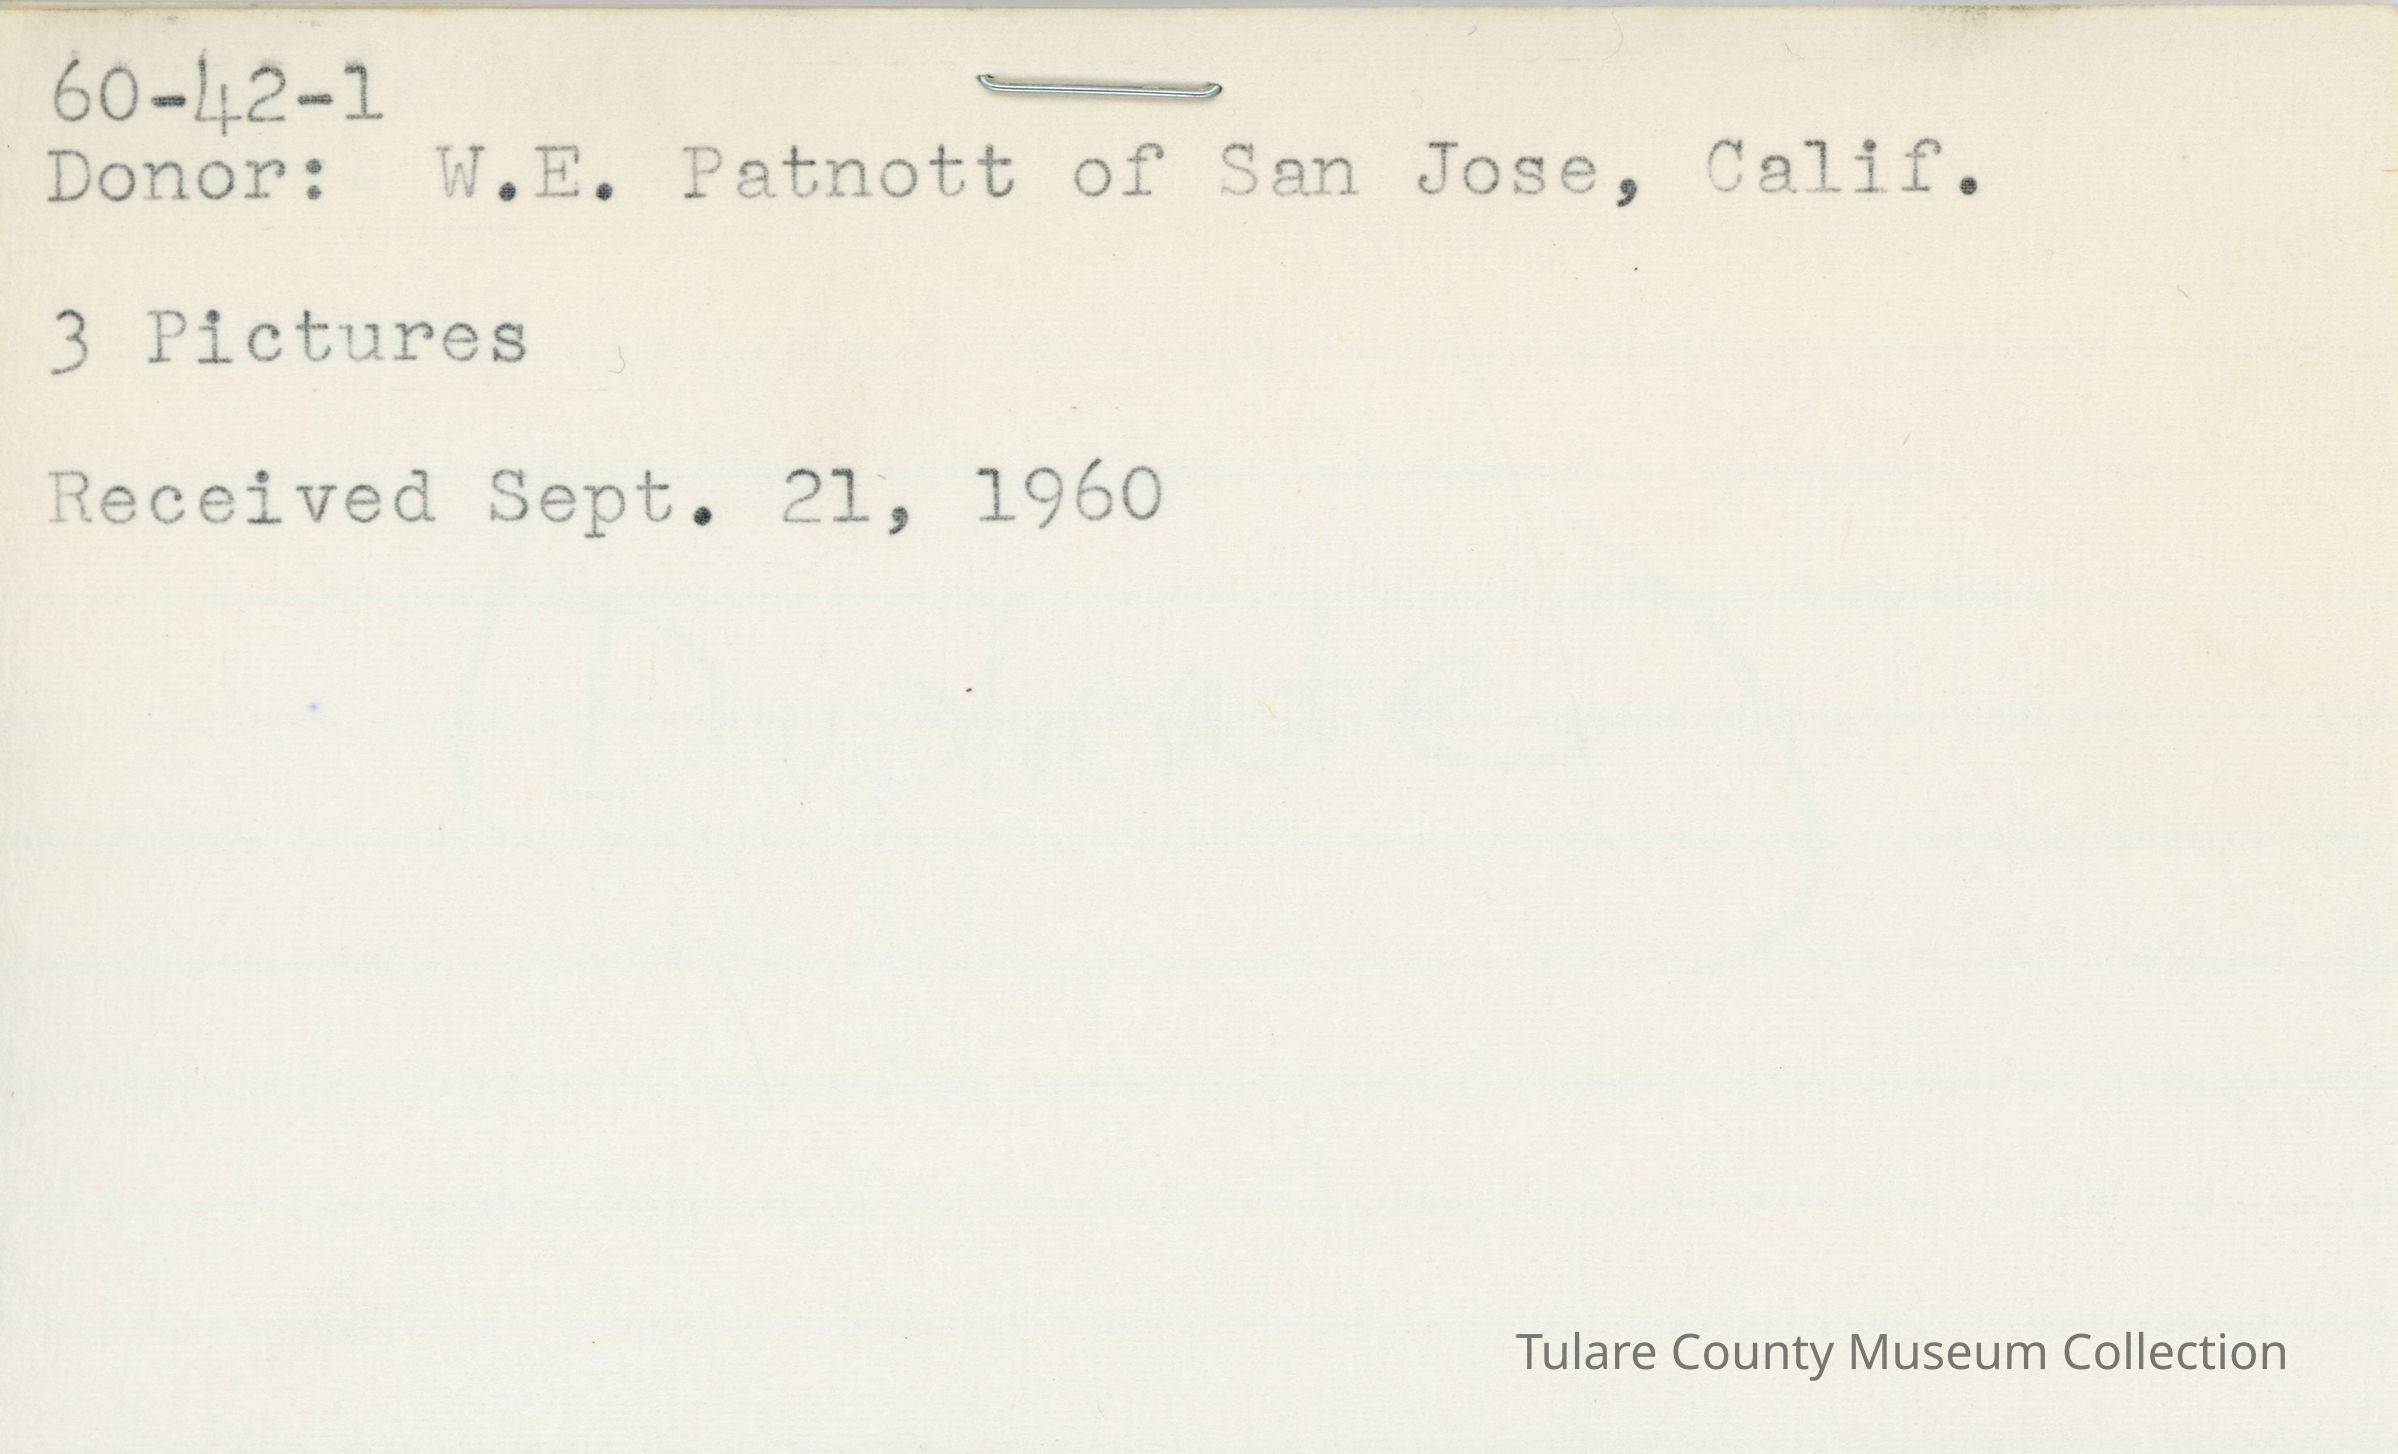 60-42-1
Donor: W.E. Patnott of San Jose, Calif.
3 Pictures
Received Sept. 21, 1960
Tulare County Museum Collection